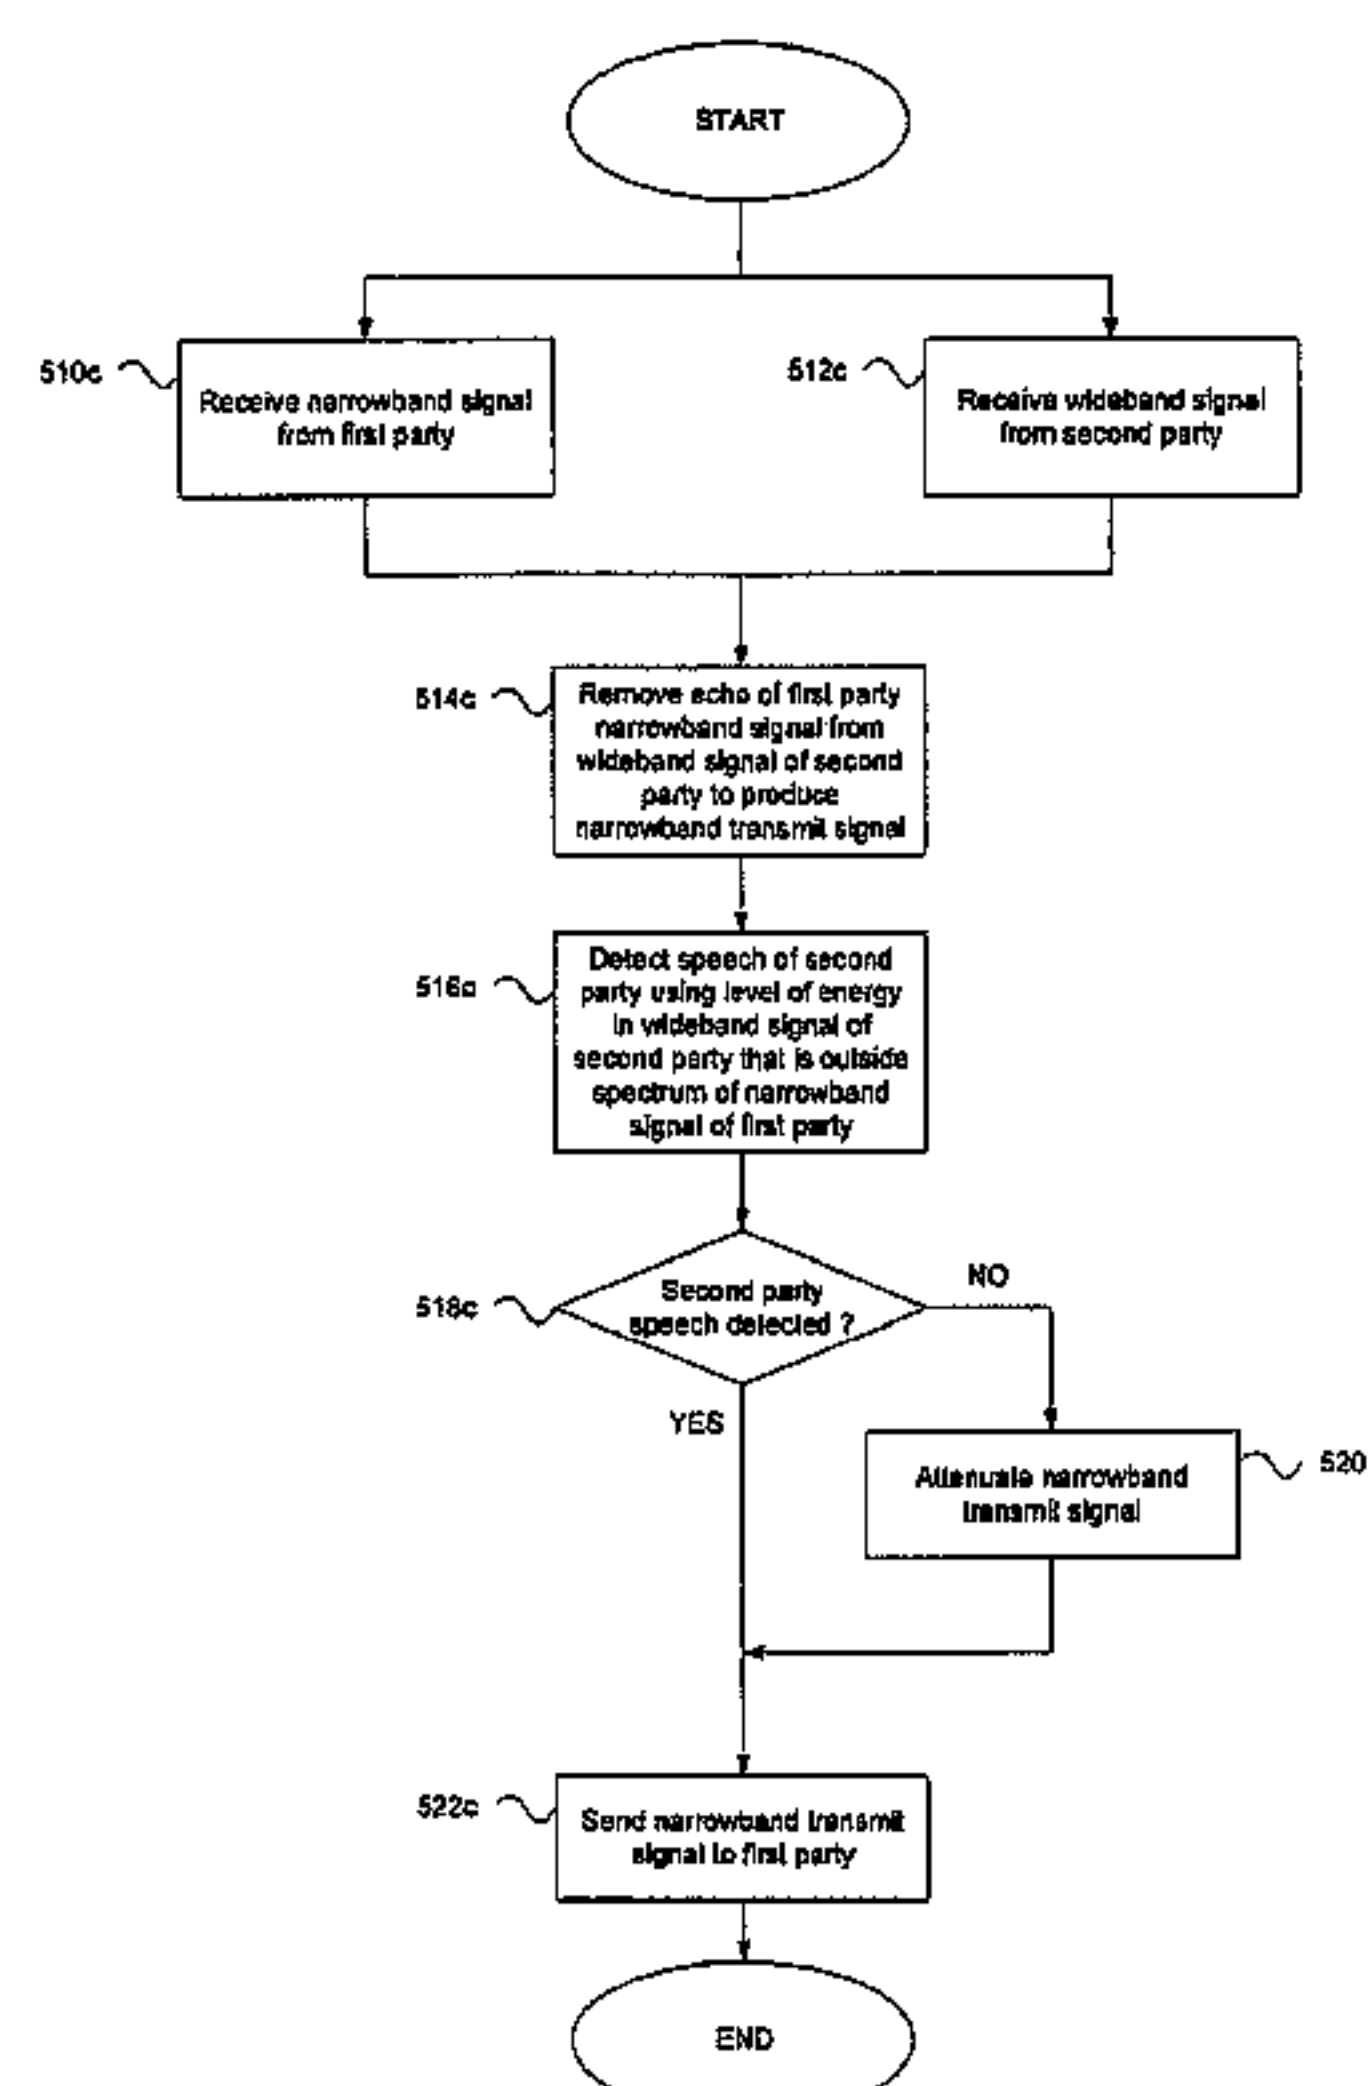 START
510c
Receive narrowband signal
from first party
512c
Receive wideband signal
from second party
514c
Remove echo of first party
narrowband signal from
wideband signal of second
party to produce
narrowband transmit signal
516c
Detect speech of second
party using level of energy
in wideband signal of
second party that is outside
spectrum of narrowband
signal of first party
518c
Second party
speech detected ?
NO
YES
Attenuate narrowband
transmit signal
520
522c
Send narrowband transmit
signal to first party
END